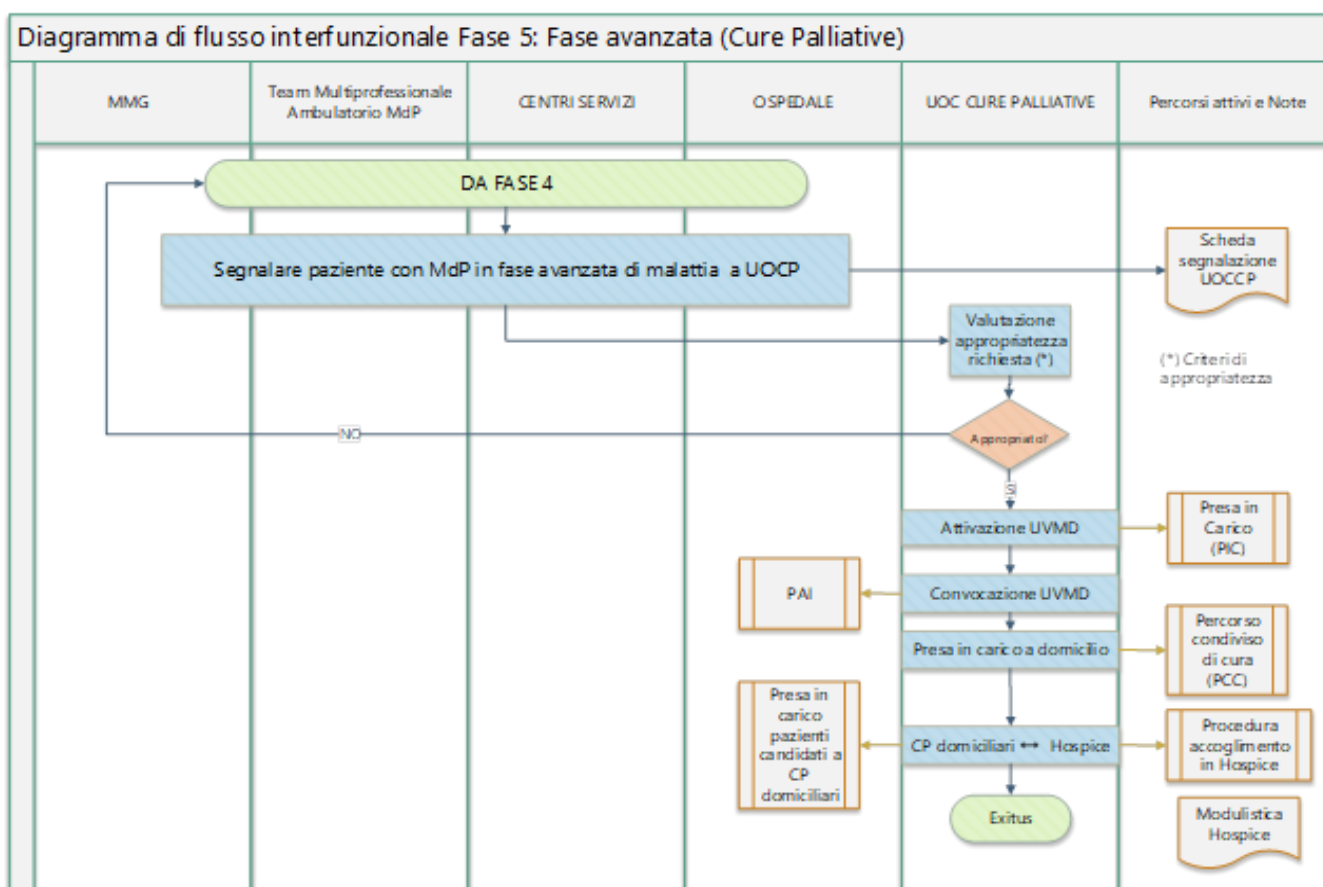 Diagramma di flusso interfunzionale Fase 5: Fase avanzata (Cure Palliative)
MMG
Team Multiprofessionale
Ambulatorio MdP
CENTRI SERVIZI
OSPEDALE
UOC CURE PALLIATIVE
Percorsi attivi e Note
DA FASE 4
Segnalare paziente con MdP in fase avanzata di malattia a UOCP
Scheda
segnalazione
UOCCP
Valutazione
appropriatezza
richiesta (*)
(*) Criteri di
appropriatezza
Appropriato?
NO
SI
Attivazione UVMD
Presa in
Carico
(PIC)
PAI
Convocazione UVMD
Presa in carico a domicilio
Percorso
condiviso
di cura
(PCC)
Presa in
carico
pazienti
candidati a
CP
domiciliari
CP domiciliari ↔ Hospice
Procedura
accoglimento
in Hospice
Exitus
Modulistica
Hospice